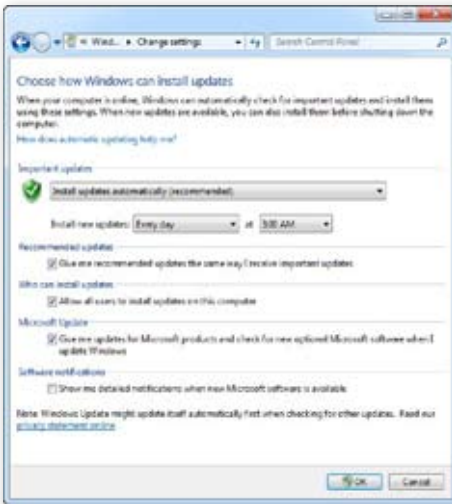 « Wind... ▸ Change settings
Search Control Panel
Choose how Windows can install updates
When your computer is online, Windows can automatically check for important updates and install them
using these settings. When new updates are available, you can also install them before shutting down the
computer.
How does automatic updating help me?
Important updates
Install updates automatically (recommended)
Install new updates: Every day at 3:00 AM
Recommended updates
Give me recommended updates the same way I receive important updates
Who can install updates
Allow all users to install updates on this computer
Microsoft Update
Give me updates for Microsoft products and check for new optional Microsoft software when I
update Windows
Software notifications
Show me detailed notifications when new Microsoft software is available
Note: Windows Update might update itself automatically first when checking for other updates. Read our
privacy statement online.
OK Cancel